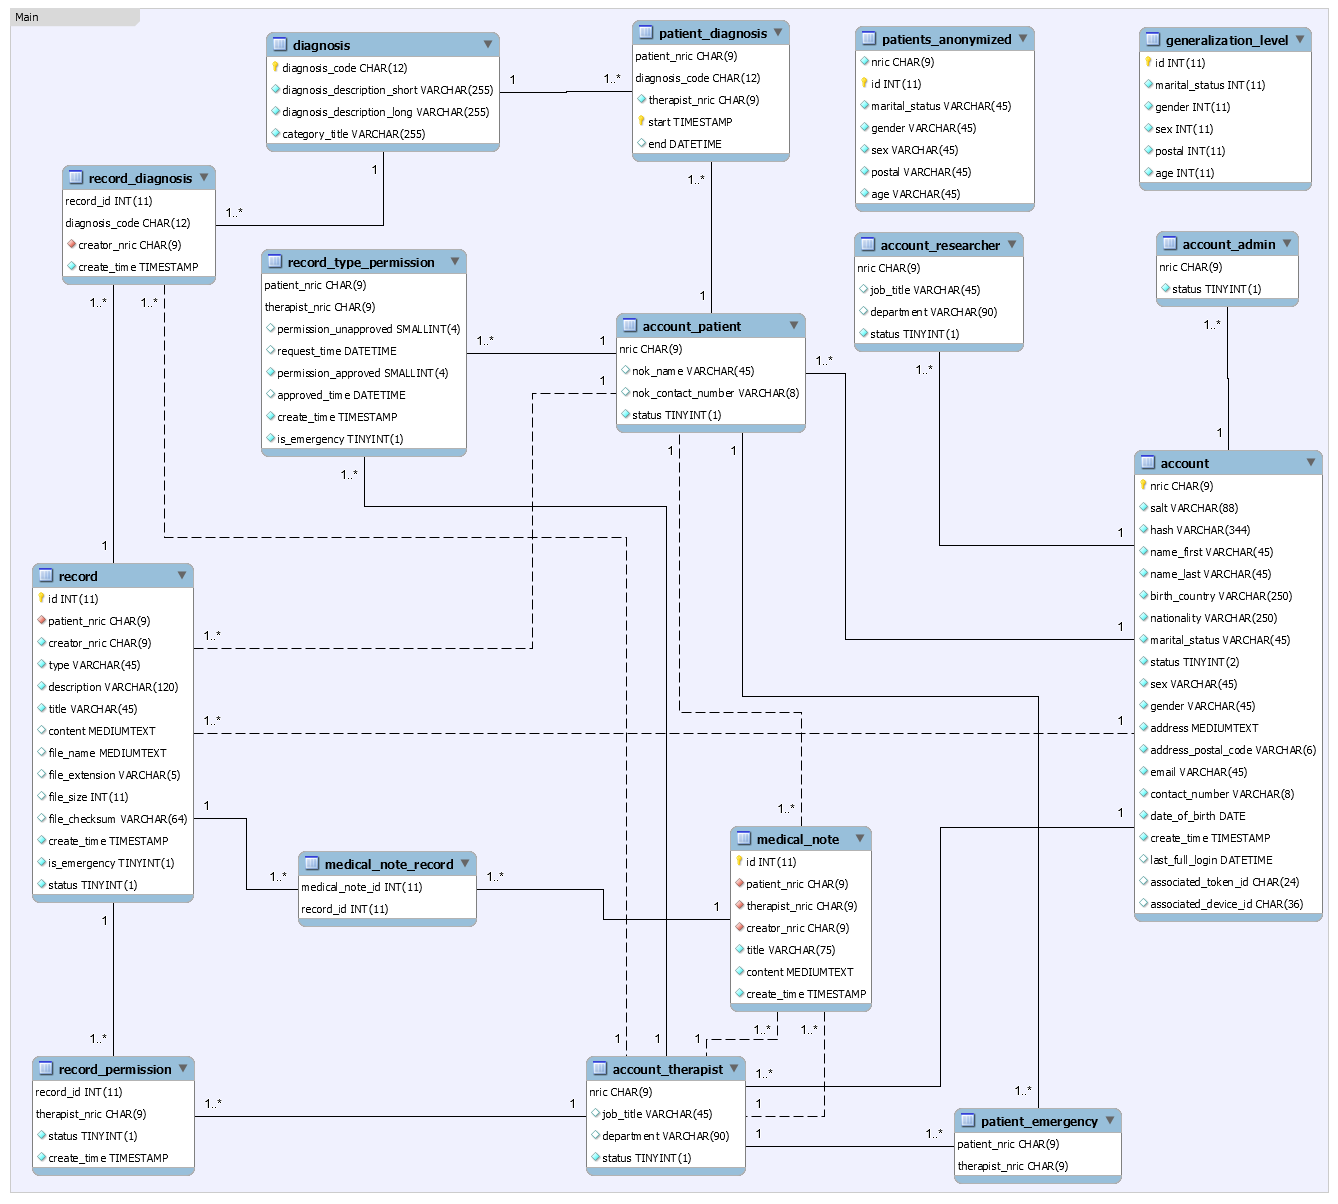 Main
diagnosis
diagnosis_code CHAR(12)
diagnosis_description_short VARCHAR(255)
diagnosis_description_long VARCHAR(255)
category_title VARCHAR(255)
1
1..*
1
patient_diagnosis
patient_nric CHAR(9)
diagnosis_code CHAR(12)
therapist_nric CHAR(9)
start TIMESTAMP
end DATETIME
1..*
1
patients_anonymized
nric CHAR(9)
id INT(11)
marital_status VARCHAR(45)
gender VARCHAR(45)
sex VARCHAR(45)
postal VARCHAR(45)
age VARCHAR(45)
generalization_level
id INT(11)
marital_status INT(11)
gender INT(11)
sex INT(11)
postal INT(11)
age INT(11)
record_diagnosis
record_id INT(11)
diagnosis_code CHAR(12)
creator_nric CHAR(9)
create_time TIMESTAMP
1..*
1..*
1..*
1
record_type_permission
patient_nric CHAR(9)
therapist_nric CHAR(9)
permission_unapproved SMALLINT(4)
request_time DATETIME
permission_approved SMALLINT(4)
approved_time DATETIME
create_time TIMESTAMP
is_emergency TINYINT(1)
1..*
1
1..*
account_patient
nric CHAR(9)
nok_name VARCHAR(45)
nok_contact_number VARCHAR(8)
status TINYINT(1)
1
1..*
1
1
account_researcher
nric CHAR(9)
job_title VARCHAR(45)
department VARCHAR(90)
status TINYINT(1)
1..*
account_admin
nric CHAR(9)
status TINYINT(1)
1..*
1
account
nric CHAR(9)
salt VARCHAR(88)
hash VARCHAR(344)
name_first VARCHAR(45)
name_last VARCHAR(45)
birth_country VARCHAR(250)
nationality VARCHAR(250)
marital_status VARCHAR(45)
status TINYINT(2)
sex VARCHAR(45)
gender VARCHAR(45)
address MEDIUMTEXT
address_postal_code VARCHAR(6)
email VARCHAR(45)
contact_number VARCHAR(8)
date_of_birth DATE
create_time TIMESTAMP
last_full_login DATETIME
associated_token_id CHAR(24)
associated_device_id CHAR(36)
1
1
1
1
record
id INT(11)
patient_nric CHAR(9)
creator_nric CHAR(9)
type VARCHAR(45)
description VARCHAR(120)
title VARCHAR(45)
content MEDIUMTEXT
file_name MEDIUMTEXT
file_extension VARCHAR(5)
file_size INT(11)
file_checksum VARCHAR(64)
create_time TIMESTAMP
is_emergency TINYINT(1)
status TINYINT(1)
1..*
1..*
1
1
1..*
medical_note_record
medical_note_id INT(11)
record_id INT(11)
1..*
1..*
1
1..*
medical_note
id INT(11)
patient_nric CHAR(9)
therapist_nric CHAR(9)
creator_nric CHAR(9)
title VARCHAR(75)
content MEDIUMTEXT
create_time TIMESTAMP
1..*
1..*
record_permission
record_id INT(11)
therapist_nric CHAR(9)
status TINYINT(1)
create_time TIMESTAMP
1..*
1
1
1
1
account_therapist
nric CHAR(9)
job_title VARCHAR(45)
department VARCHAR(90)
status TINYINT(1)
1..*
1
1
1..*
1..*
patient_emergency
patient_nric CHAR(9)
therapist_nric CHAR(9)